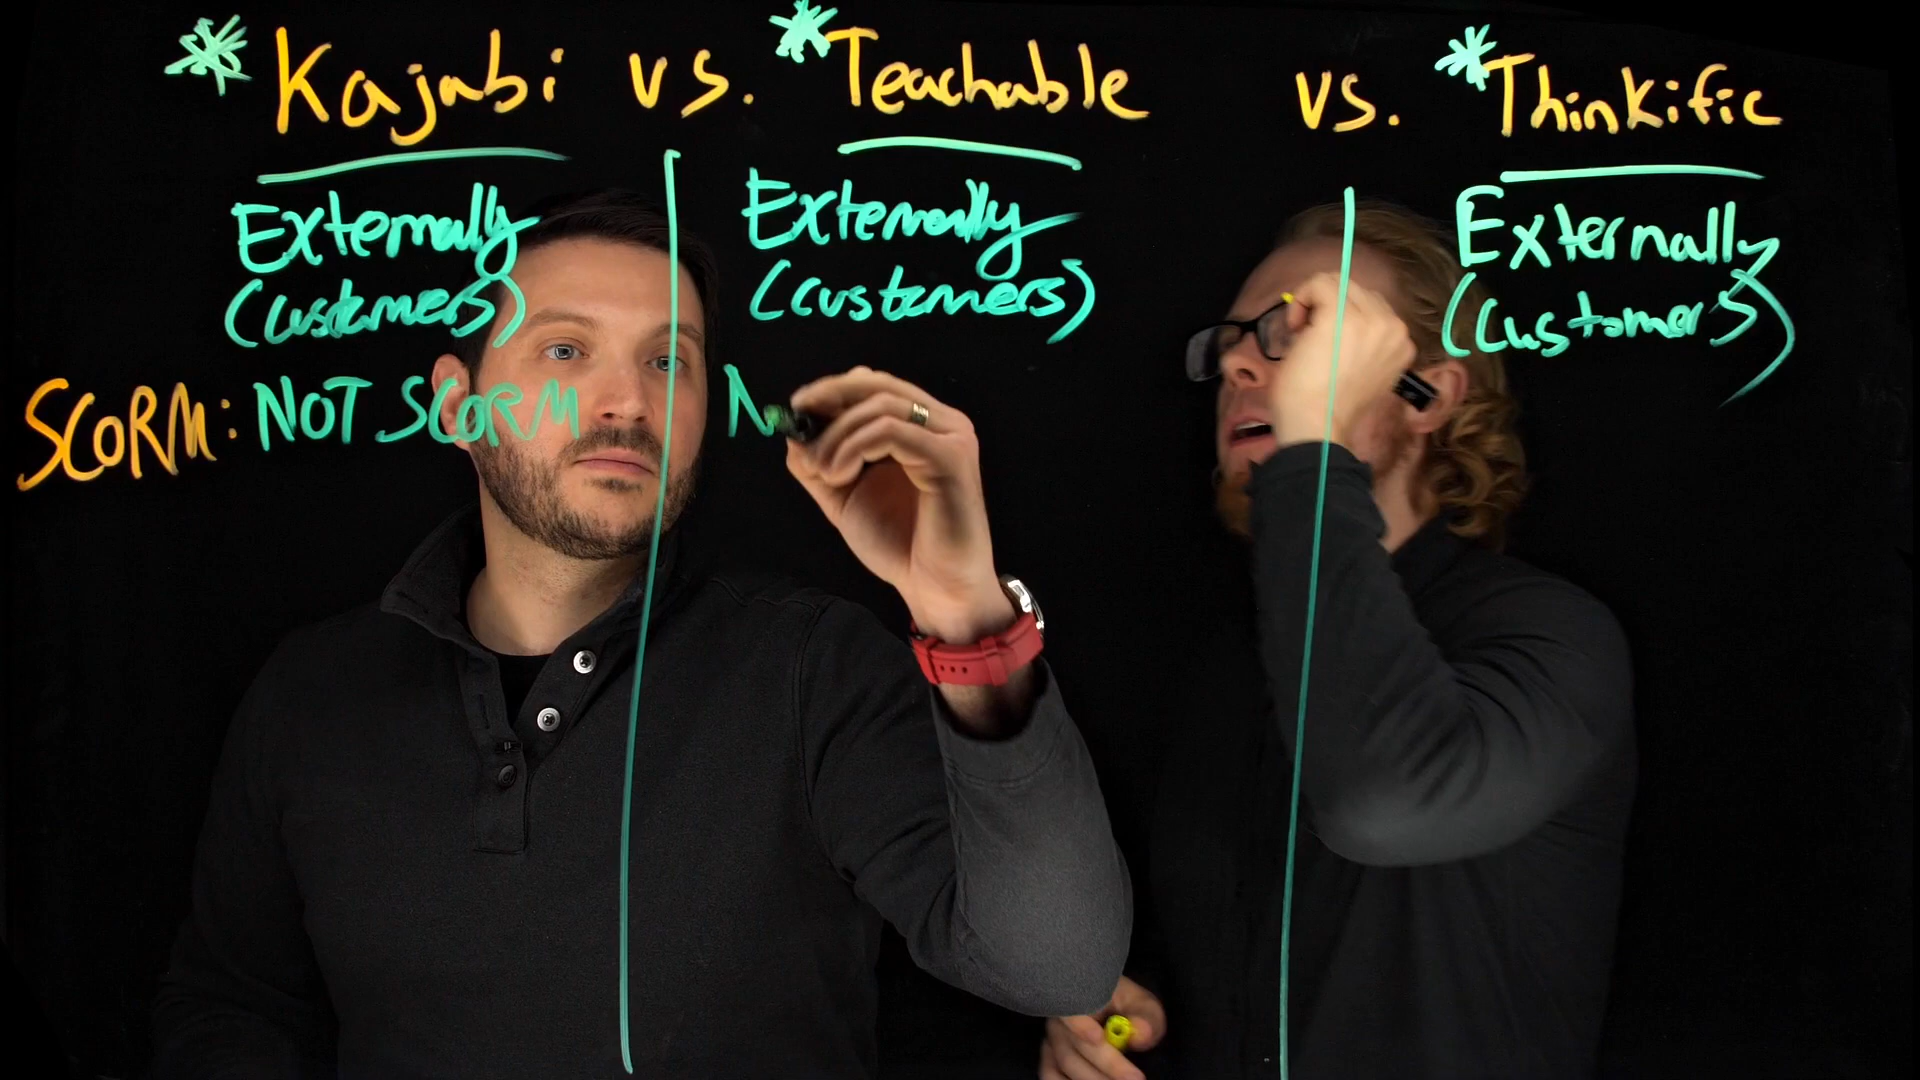 *Kajabi vs. *Teachable vs. *Thinkific
Externally Externally Externally
(customers) (customers) (customers)
SCORM: NOT SCORM N